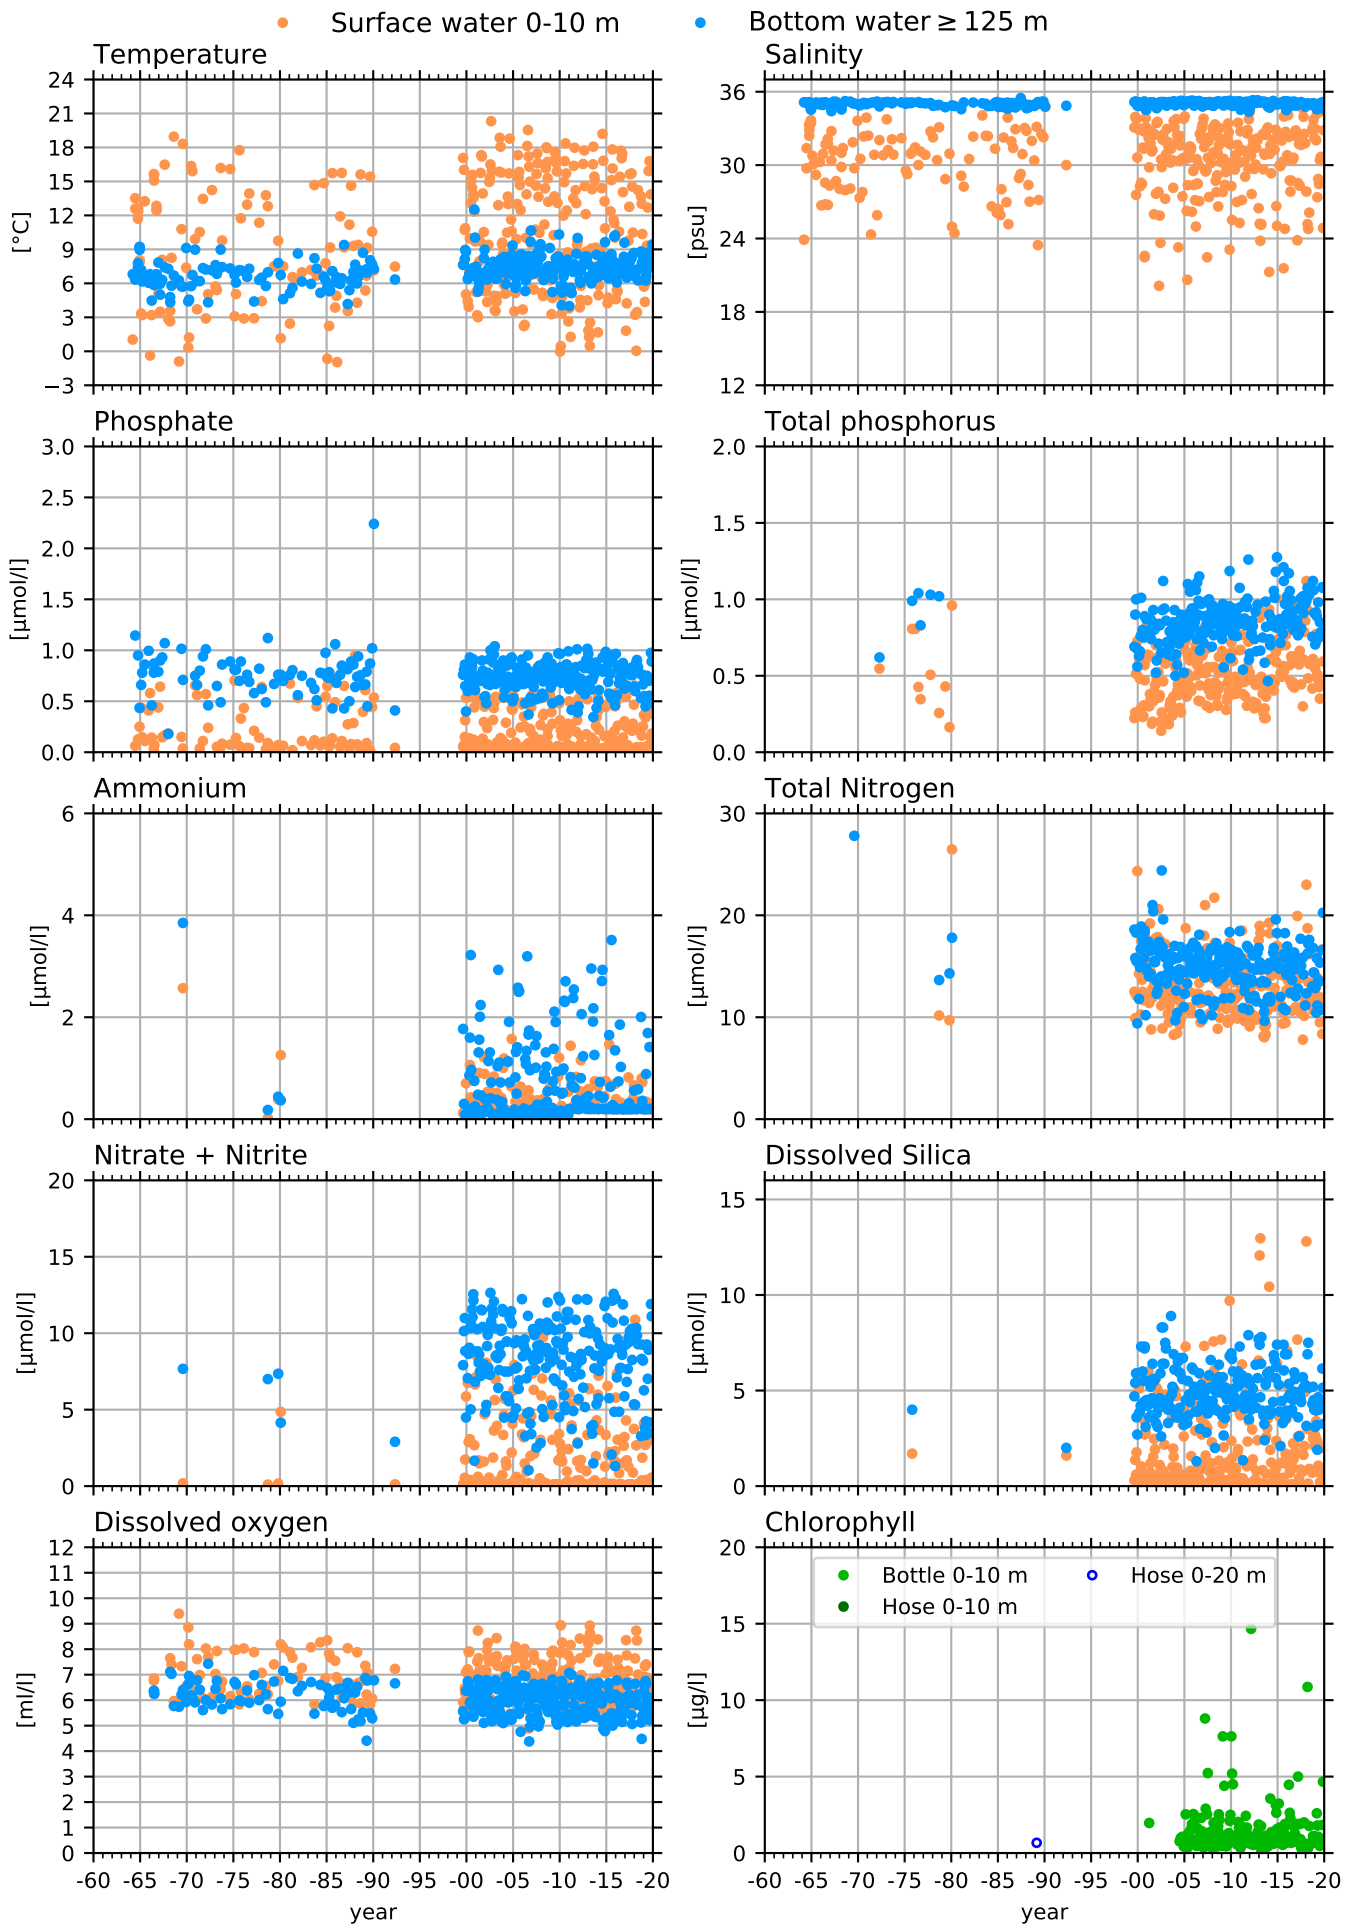 Surface water 0-10 m
Bottom water ≥ 125 m
Temperature
Salinity
24
21
18
15
12
9
6
3
0
−3
[°C]
36
30
24
18
12
[psu]
Phosphate
Total phosphorus
3.0
2.5
2.0
1.5
1.0
0.5
0.0
[µmol/l]
2.0
1.5
1.0
0.5
0.0
[µmol/l]
Ammonium
Total Nitrogen
6
4
2
0
[µmol/l]
30
20
10
0
[µmol/l]
Nitrate + Nitrite
Dissolved Silica
20
15
10
5
0
[µmol/l]
15
10
5
0
[µmol/l]
Dissolved oxygen
Chlorophyll
12
11
10
9
8
7
6
5
4
3
2
1
0
[ml/l]
20
15
10
5
0
[µg/l]
Bottle 0-10 m
Hose 0-20 m
Hose 0-10 m
-60 -65 -70 -75 -80 -85 -90 -95 -00 -05 -10 -15 -20
-60 -65 -70 -75 -80 -85 -90 -95 -00 -05 -10 -15 -20
year
year